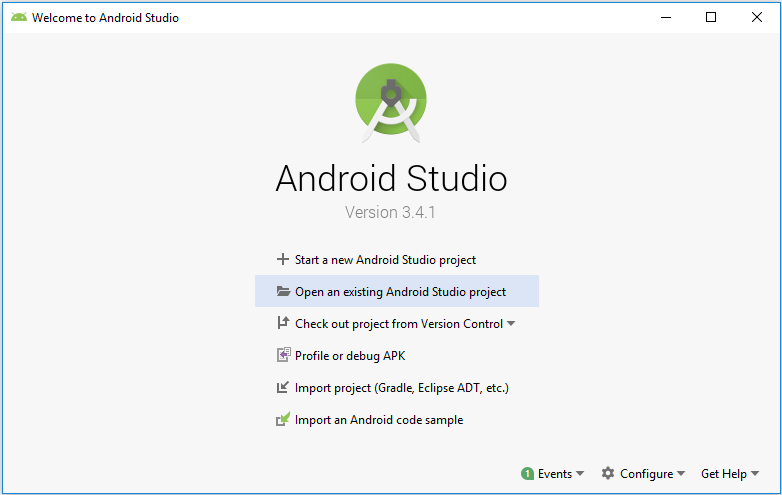 Welcome to Android Studio
Android Studio
Version 3.4.1
Start a new Android Studio project
Open an existing Android Studio project
Check out project from Version Control
Profile or debug APK
Import project (Gradle, Eclipse ADT, etc.)
Import an Android code sample
1 Events Configure Get Help